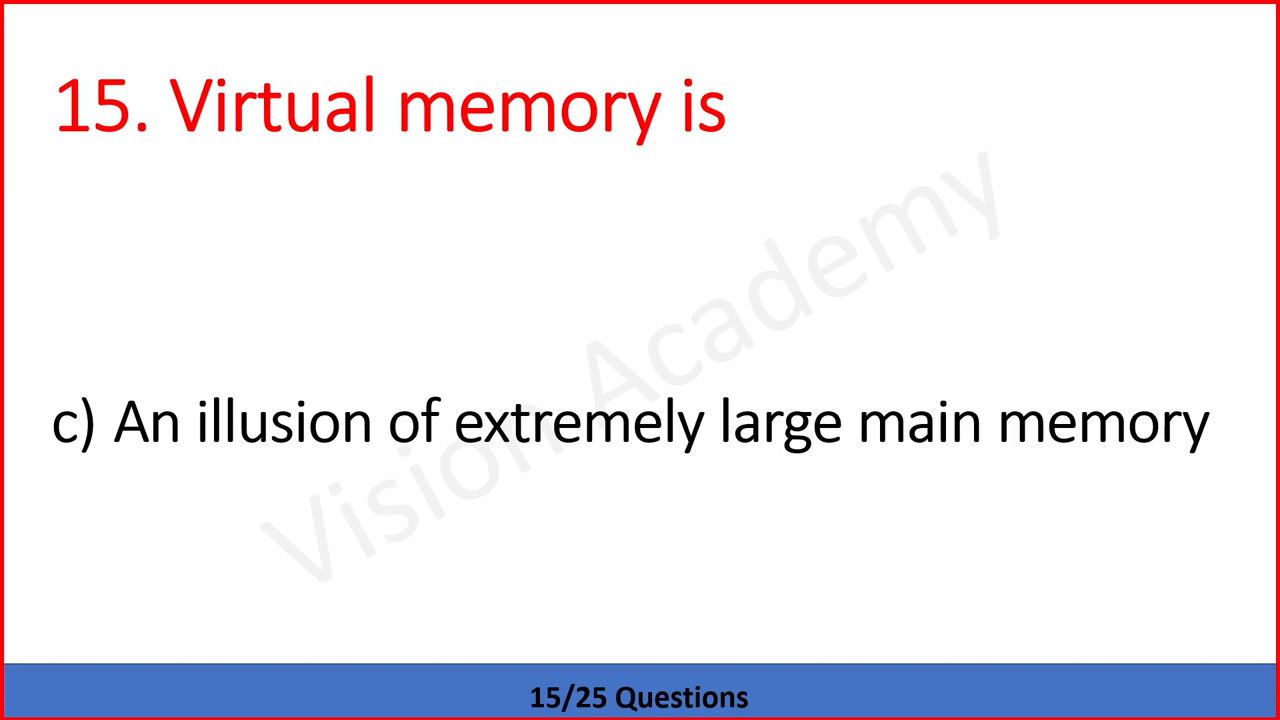 15. Virtual memory is
c) An illusion of extremely large main memory
Vision Academy
15/25 Questions